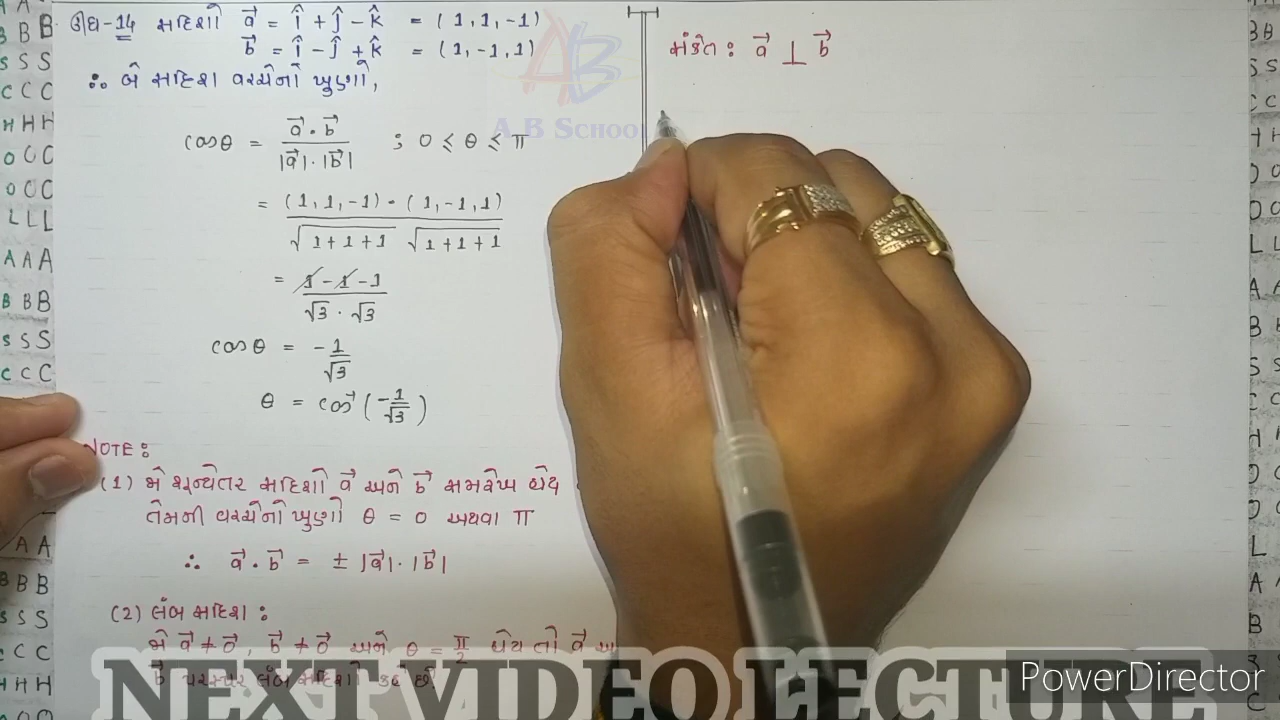 ઉદા-14 સદિશો a⃗ = î + ĵ - k̂ = (1, 1, -1)
b⃗ = î - ĵ + k̂ = (1, -1, 1)
∴ બે સદિશ વચ્ચેનો ખુણો,
cosθ = a⃗ · b⃗ / |a⃗| · |b⃗| ; 0 ≤ θ ≤ π
= (1, 1, -1) · (1, -1, 1) / √1+1+1 √1+1+1
= 1 - 1 - 1 / √3 · √3
cosθ = - 1/√3
θ = cos⁻¹ (-1/√3)
NOTE:
(1) જો શૂન્યેતર સદિશો a⃗ અને b⃗ સમરેખ હોય
તેમની વચ્ચેનો ખુણો θ = 0 અથવા π
∴ a⃗ · b⃗ = ± |a⃗| · |b⃗|
(2) લંબ સદિશ :
જો a⃗ ≠ 0⃗, b⃗ ≠ 0⃗ અને θ = π/2 હોય તો a⃗ અ
b⃗ પરસ્પર લંબ સદિશો કહે છે.
સંકેત : a⃗ ⊥ b⃗
AB
A B SCHOOL
NEXT VIDEO LECTURE
PowerDirector